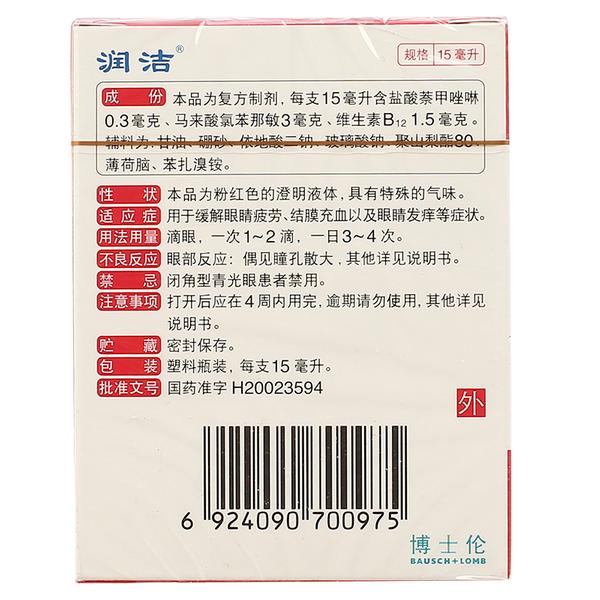 润洁®
规格 15毫升
成份 本品为复方制剂，每支15毫升含盐酸萘甲唑啉
0.3毫克、马来酸氯苯那敏3毫克、维生素B12 1.5毫克。
辅料为：甘油、硼砂、依地酸二钠、玻璃酸钠、聚山梨酯80、
薄荷脑、苯扎溴铵。
性状 本品为粉红色的澄明液体，具有特殊的气味。
适应症 用于缓解眼睛疲劳、结膜充血以及眼睛发痒等症状。
用法用量 滴眼，一次1~2滴，一日3~4次。
不良反应 眼部反应：偶见瞳孔散大，其他详见说明书。
禁忌 闭角型青光眼患者禁用。
注意事项 打开后应在4周内用完，逾期请勿使用，其他详见
说明书。
贮藏 密封保存。
包装 塑料瓶装，每支15毫升。
批准文号 国药准字 H20023594
外
6 924090 700975
博士伦
BAUSCH+LOMB